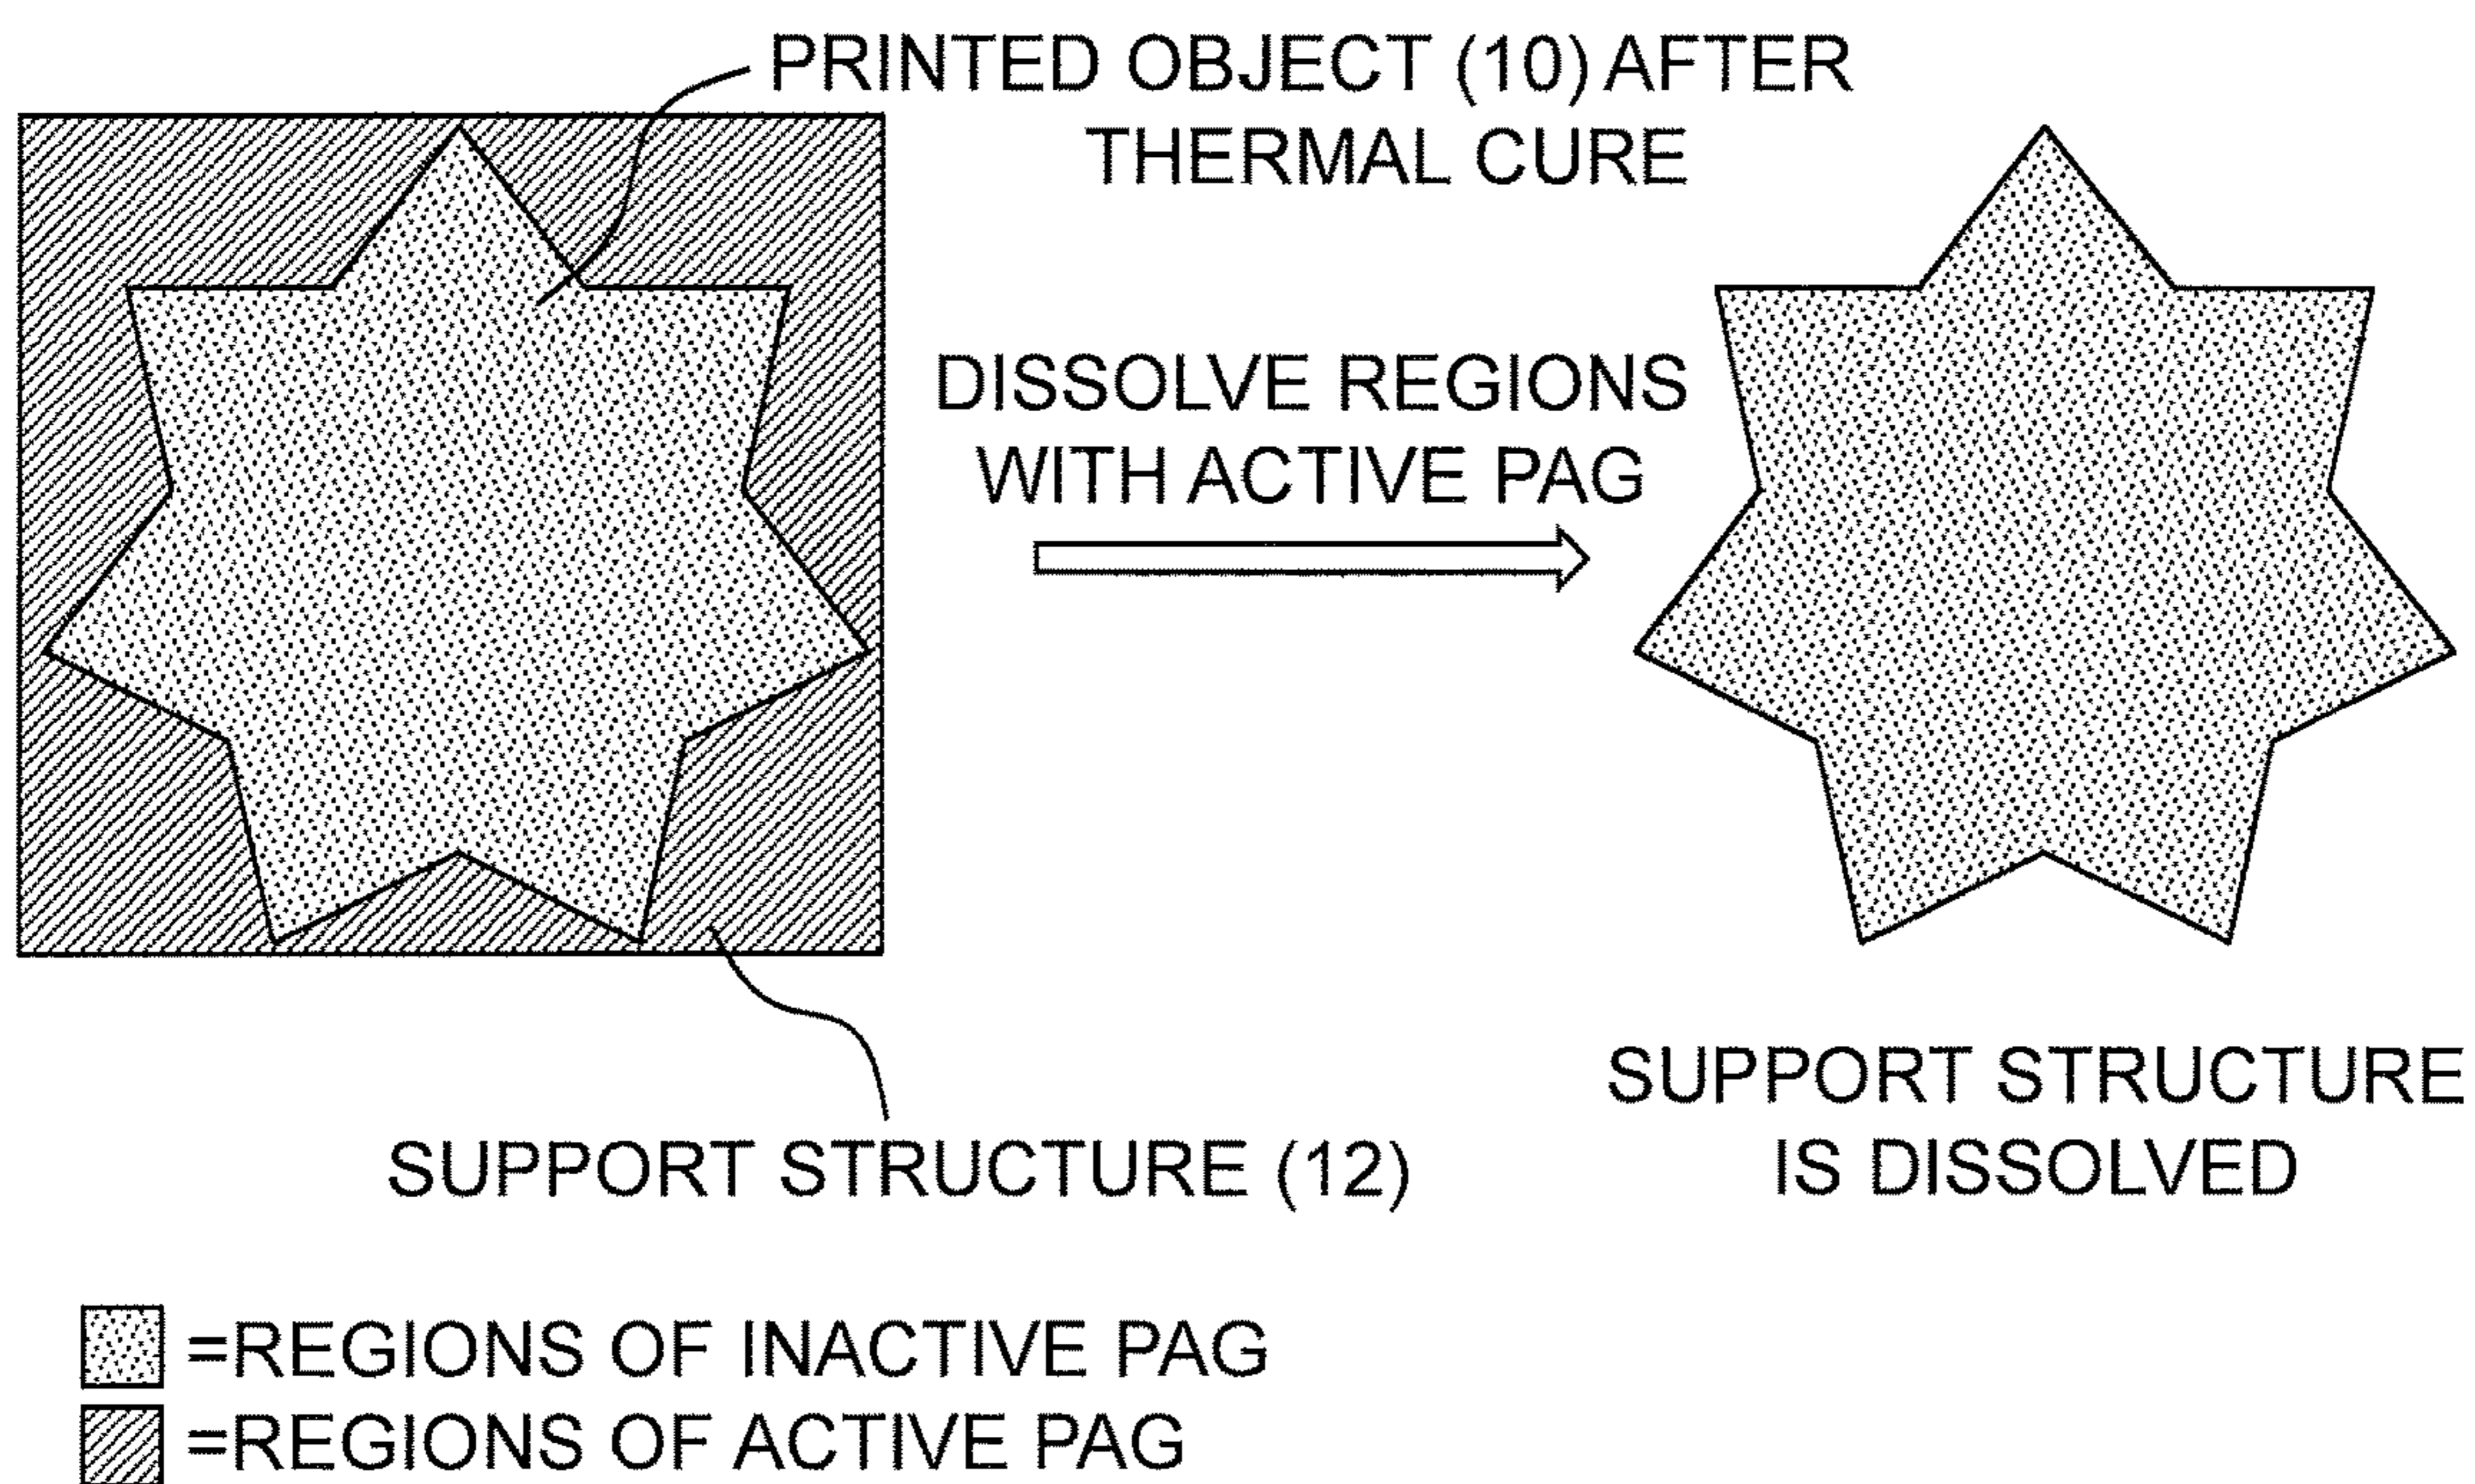 PRINTED OBJECT (10) AFTER
THERMAL CURE
DISSOLVE REGIONS
WITH ACTIVE PAG
SUPPORT STRUCTURE (12)
SUPPORT STRUCTURE
IS DISSOLVED
=REGIONS OF INACTIVE PAG
=REGIONS OF ACTIVE PAG